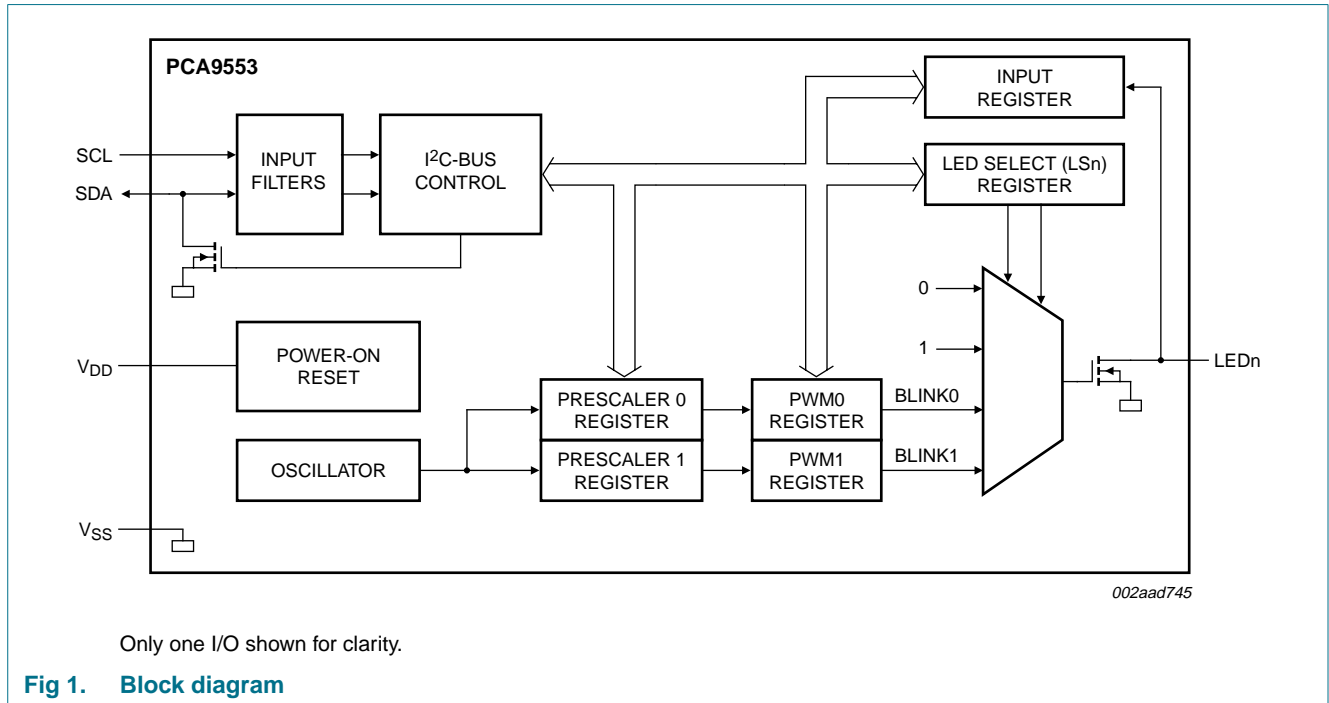 PCA9553
SCL
SDA
INPUT
FILTERS
I²C-BUS
CONTROL
INPUT
REGISTER
LED SELECT (LSn)
REGISTER
0
1
VDD
POWER-ON
RESET
OSCILLATOR
PRESCALER 0
REGISTER
PRESCALER 1
REGISTER
PWM0
REGISTER
PWM1
REGISTER
BLINK0
BLINK1
LEDn
VSS
002aad745
Only one I/O shown for clarity.
Fig 1. Block diagram